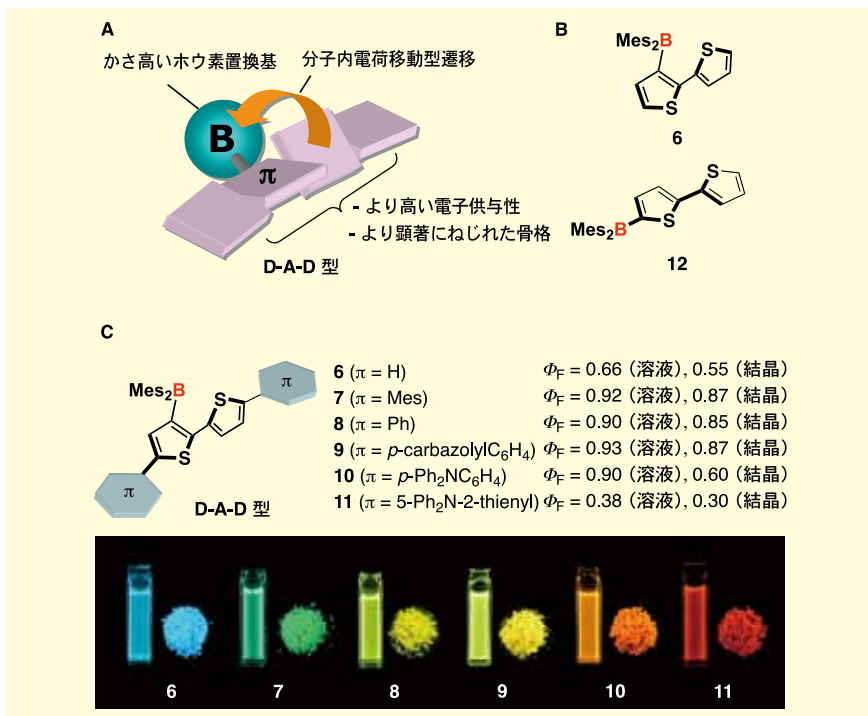 A
かさ高いホウ素置換基
分子内電荷移動型遷移
B
π
- より高い電子供与性
- より顕著にねじれた骨格
D-A-D 型
B
Mes2B
S
S
6
S
Mes2B
S
12
C
Mes2B
S
π
S
π
D-A-D 型
6 (π = H) ΦF = 0.66 (溶液), 0.55 (結晶)
7 (π = Mes) ΦF = 0.92 (溶液), 0.87 (結晶)
8 (π = Ph) ΦF = 0.90 (溶液), 0.85 (結晶)
9 (π = p-carbazolylC6H4) ΦF = 0.93 (溶液), 0.87 (結晶)
10 (π = p-Ph2NC6H4) ΦF = 0.90 (溶液), 0.60 (結晶)
11 (π = 5-Ph2N-2-thienyl) ΦF = 0.38 (溶液), 0.30 (結晶)
6 7 8 9 10 11